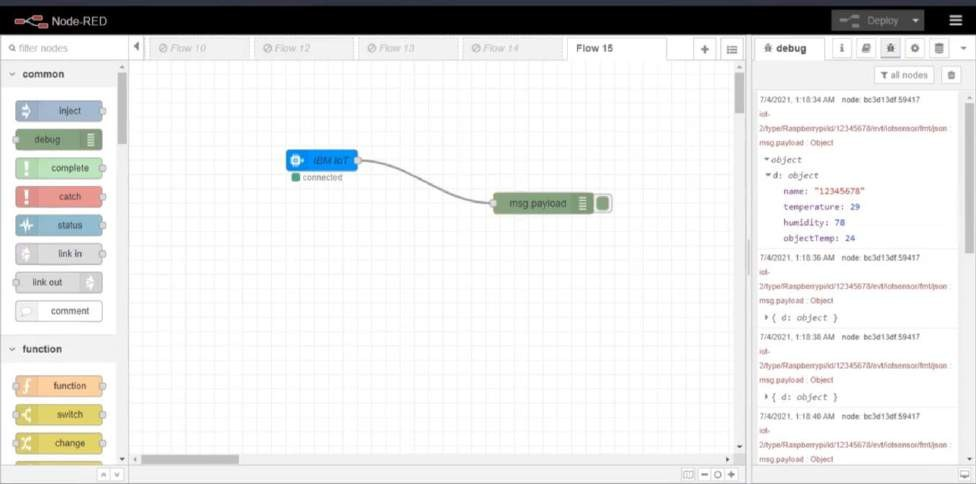 Node-RED
Deploy
filter nodes
Flow 10
Flow 12
Flow 13
Flow 14
Flow 15
debug
common
all nodes
inject
debug
complete
catch
status
link in
link out
comment
function
function
switch
change
IBM IoT
connected
msg.payload
7/4/2021, 1:18:34 AM node: bc3d13df.59417
iot-
2/type/Raspberrypi/id/12345678/evt/iotsensor/fmt/json :
msg.payload : Object
object
d: object
name: "12345678"
temperature: 29
humidity: 78
objectTemp: 24
7/4/2021, 1:18:36 AM node: bc3d13df.59417
iot-
2/type/Raspberrypi/id/12345678/evt/iotsensor/fmt/json :
msg.payload : Object
{ d: object }
7/4/2021, 1:18:38 AM node: bc3d13df.59417
iot-
2/type/Raspberrypi/id/12345678/evt/iotsensor/fmt/json :
msg.payload : Object
{ d: object }
7/4/2021, 1:18:40 AM node: bc3d13df.59417
iot-
2/type/Raspberrypi/id/12345678/evt/iotsensor/fmt/json :
msg.payload : Object